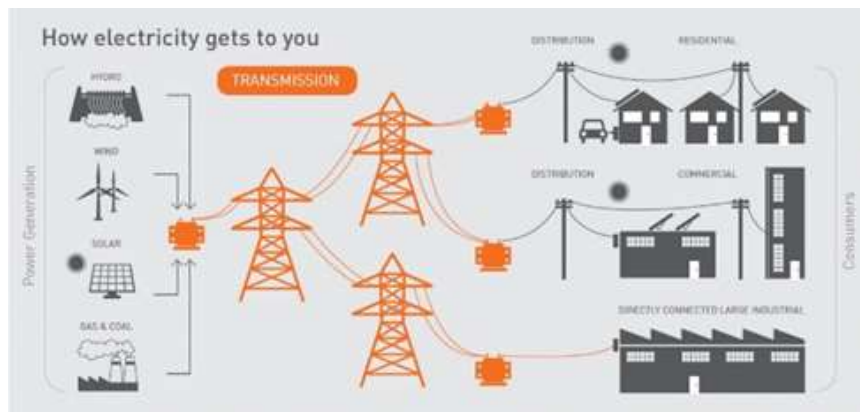 How electricity gets to you
TRANSMISSION
Power Generation
HYDRO
WIND
SOLAR
GAS & COAL
DISTRIBUTION
RESIDENTIAL
DISTRIBUTION
COMMERCIAL
DIRECTLY CONNECTED LARGE INDUSTRIAL
Consumers